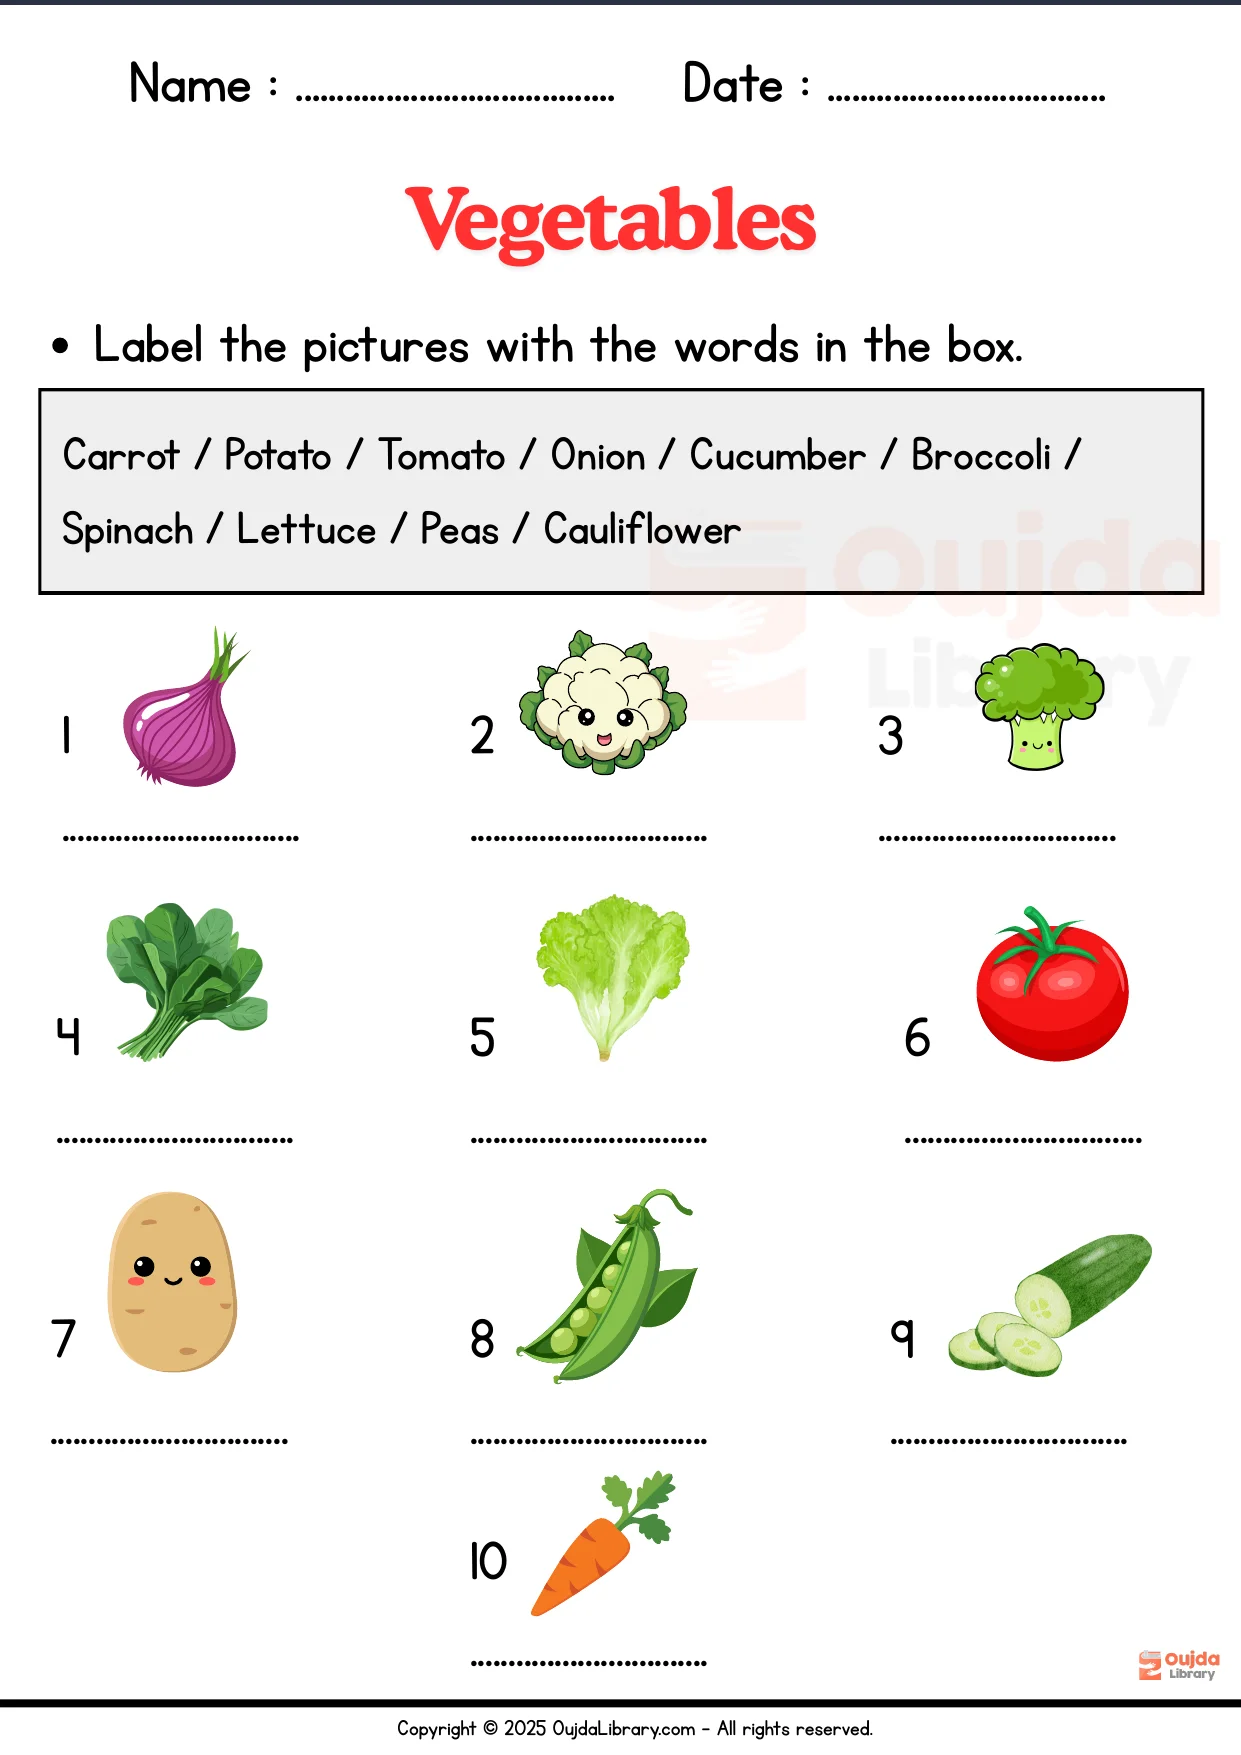 Name : ........................................ Date : ...................................
Vegetables
• Label the pictures with the words in the box.
Carrot / Potato / Tomato / Onion / Cucumber / Broccoli /
Spinach / Lettuce / Peas / Cauliflower
Oujda
Library
1 2 3
.............................. .............................. ..............................
4 5 6
.............................. .............................. ..............................
7 8 9
.............................. .............................. ..............................
10
..............................
Oujda
Library
Copyright © 2025 OujdaLibrary.com - All rights reserved.